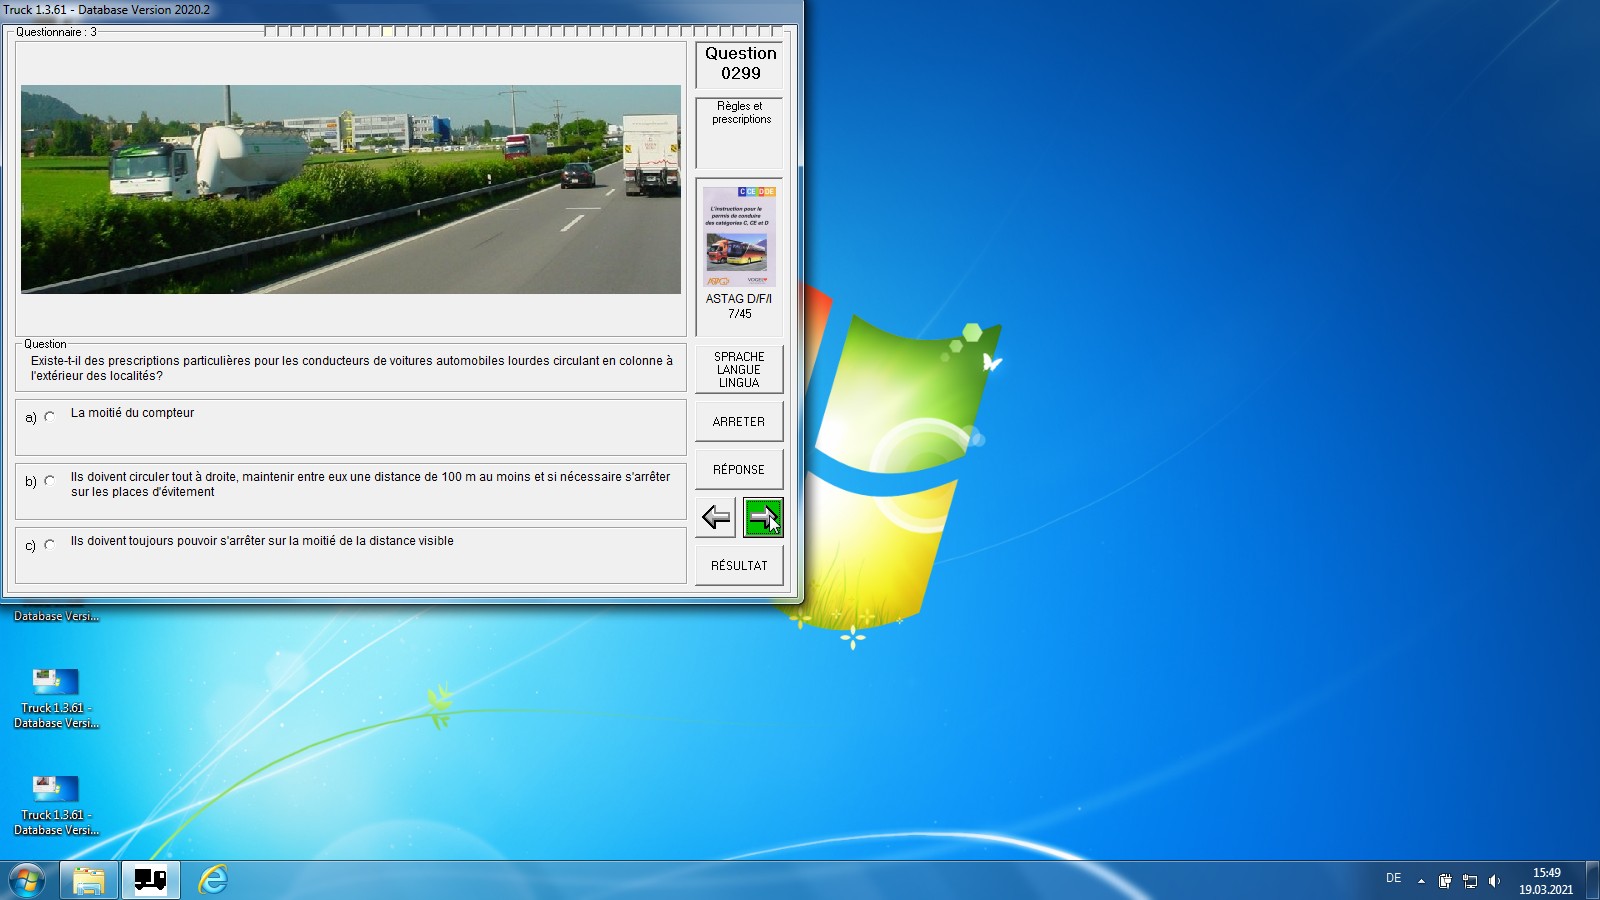 Truck 1.3.61 - Database Version 2020.2
Questionnaire : 3
Question
0299
Règles et
prescriptions
C CE D DE
L'instruction pour le
permis de conduire
des catégories C, CE et D
ASTAG D/F/I
7/45
Question
Existe-t-il des prescriptions particulières pour les conducteurs de voitures automobiles lourdes circulant en colonne à
l'extérieur des localités?
a) La moitié du compteur
b) Ils doivent circuler tout à droite, maintenir entre eux une distance de 100 m au moins et si nécessaire s'arrêter
sur les places d'évitement
c) Ils doivent toujours pouvoir s'arrêter sur la moitié de la distance visible
SPRACHE
LANGUE
LINGUA
ARRETER
RÉPONSE
RÉSULTAT
Database Versi...
Truck 1.3.61 -
Database Versi...
Truck 1.3.61 -
Database Versi...
DE
15:49
19.03.2021